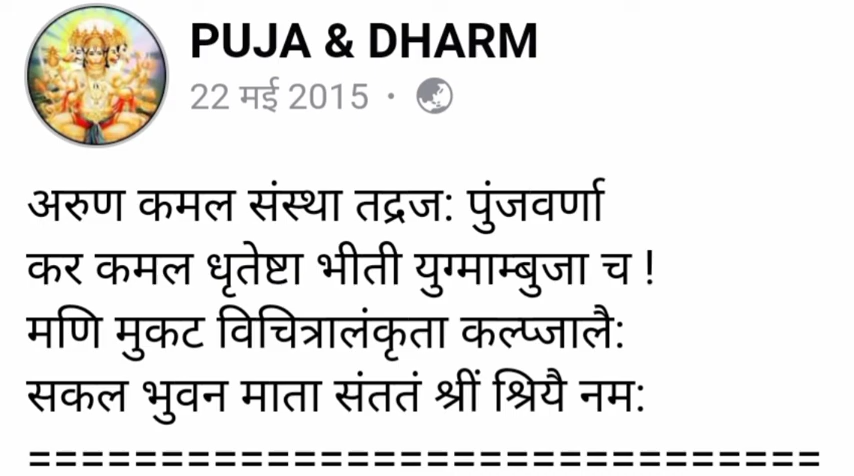 PUJA & DHARM
22 मई 2015 ·
अरुण कमल संस्था तद्रज: पुंजवर्णा
कर कमल धृतेष्टा भीती युग्माम्बुजा च !
मणि मुकट विचित्रालंकृता कल्प्जालै:
सकल भुवन माता संततं श्रीं श्रियै नम:
==============================